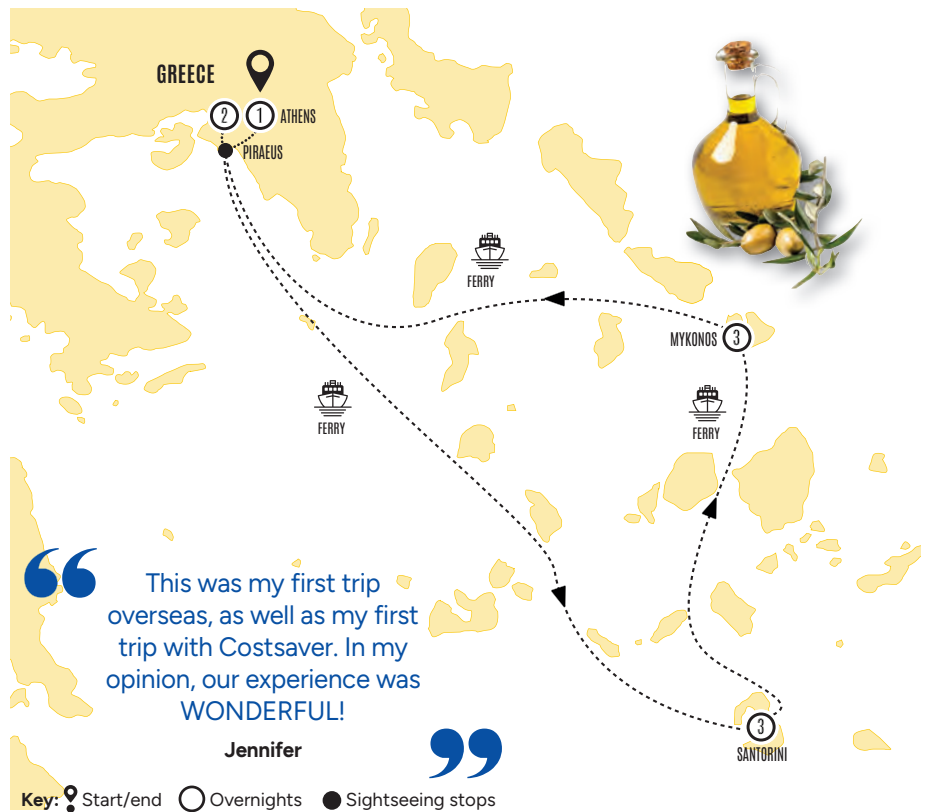 GREECE
2
1
ATHENS
PIRAEUS
FERRY
MYKONOS
3
FERRY
FERRY
“
This was my first trip
overseas, as well as my first
trip with Costsaver. In my
opinion, our experience was
WONDERFUL!
”
Jennifer
3
SANTORINI
Key: Start/end Overnights Sightseeing stops